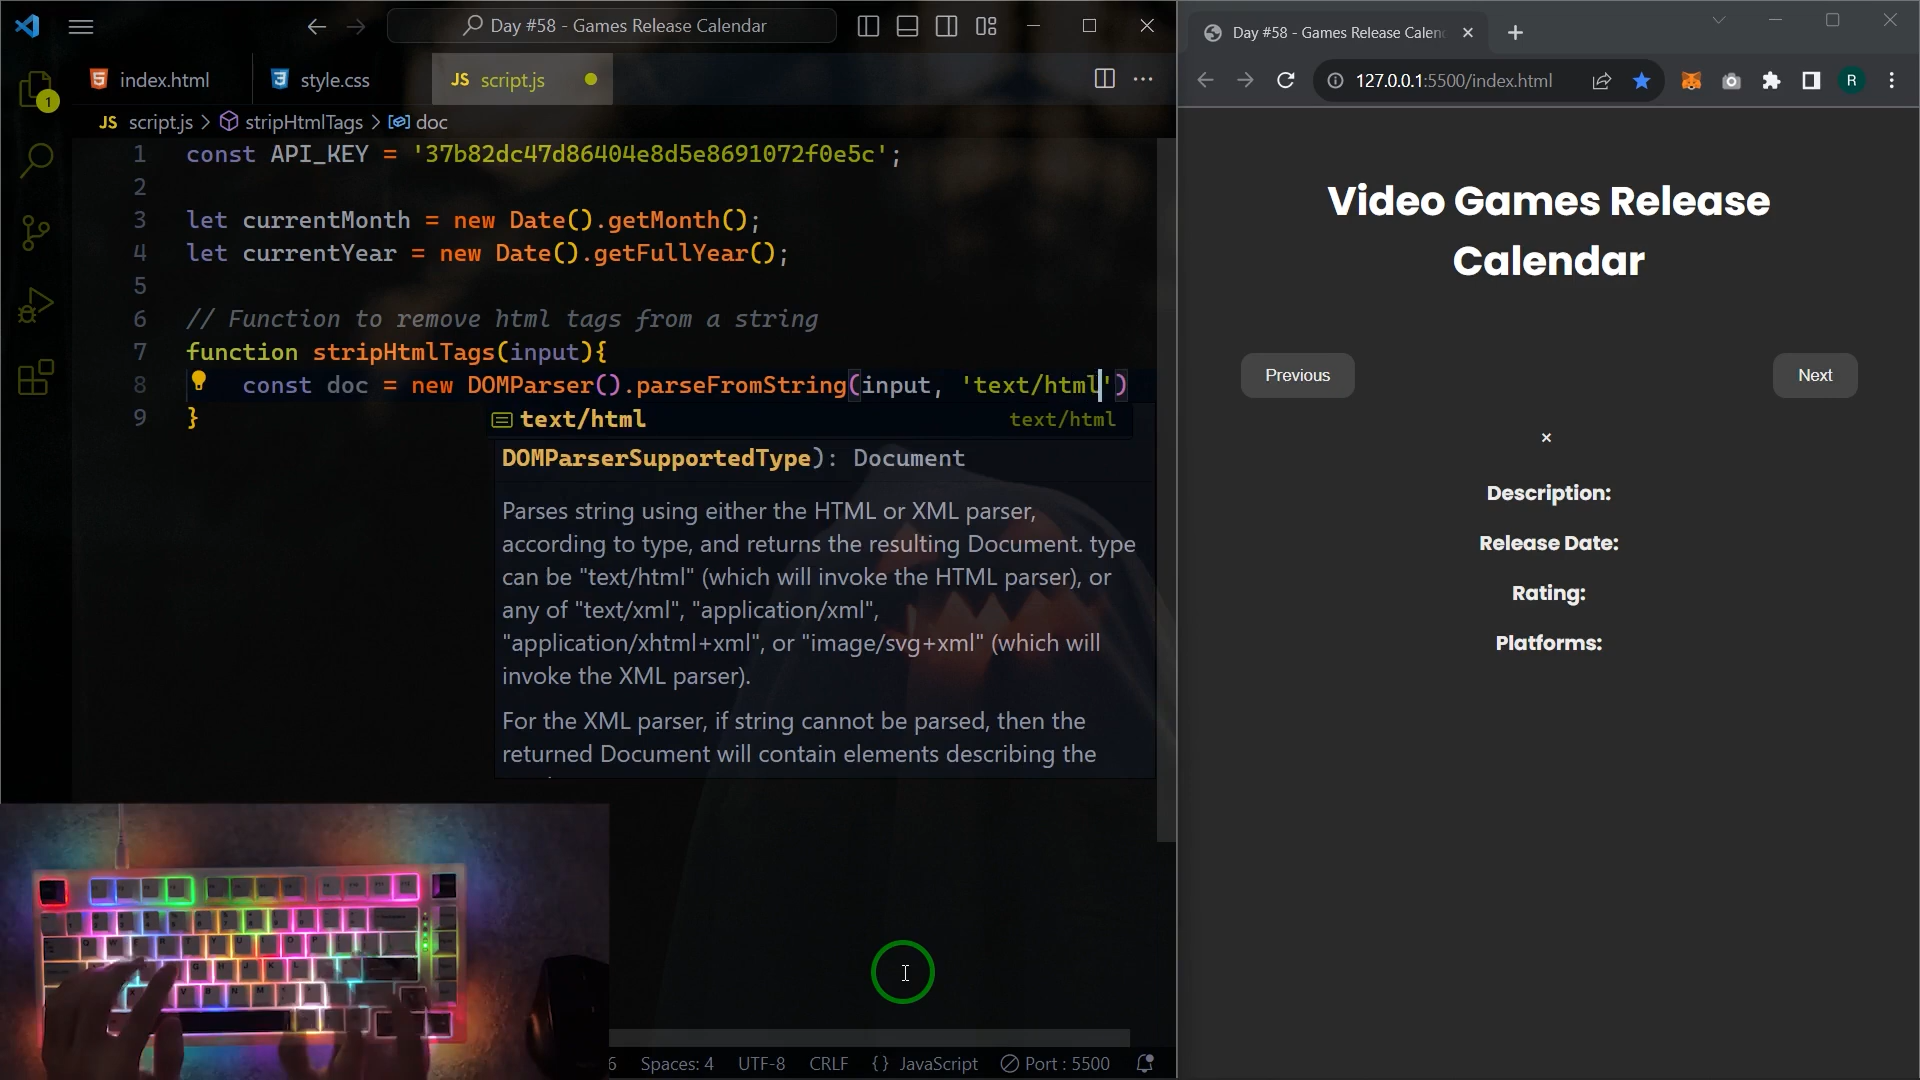 Day #58 - Games Release Calendar
index.html
style.css
JS script.js
1
JS script.js > stripHtmlTags > doc
1 const API_KEY = '37b82dc47d86404e8d5e8691072f0e5c';
2
3 let currentMonth = new Date().getMonth();
4 let currentYear = new Date().getFullYear();
5
6 // Function to remove html tags from a string
7 function stripHtmlTags(input){
8 const doc = new DOMParser().parseFromString(input, 'text/html')
9 }
text/html text/html
DOMParserSupportedType): Document
Parses string using either the HTML or XML parser,
according to type, and returns the resulting Document. type
can be "text/html" (which will invoke the HTML parser), or
any of "text/xml", "application/xml",
"application/xhtml+xml", or "image/svg+xml" (which will
invoke the XML parser).
For the XML parser, if string cannot be parsed, then the
returned Document will contain elements describing the
6 Spaces: 4 UTF-8 CRLF {} JavaScript Port : 5500
Day #58 - Games Release Calen
127.0.0.1:5500/index.html
R
Video Games Release
Calendar
Previous
Next
×
Description:
Release Date:
Rating:
Platforms: